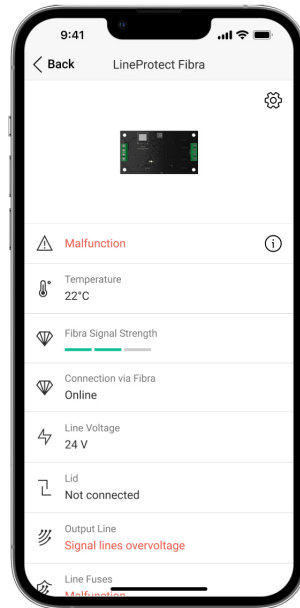 9:41
Back LineProtect Fibra
Malfunction
Temperature
22°C
Fibra Signal Strength
Connection via Fibra
Online
Line Voltage
24 V
Lid
Not connected
Output Line
Signal lines overvoltage
Line Fuses
Malfunction